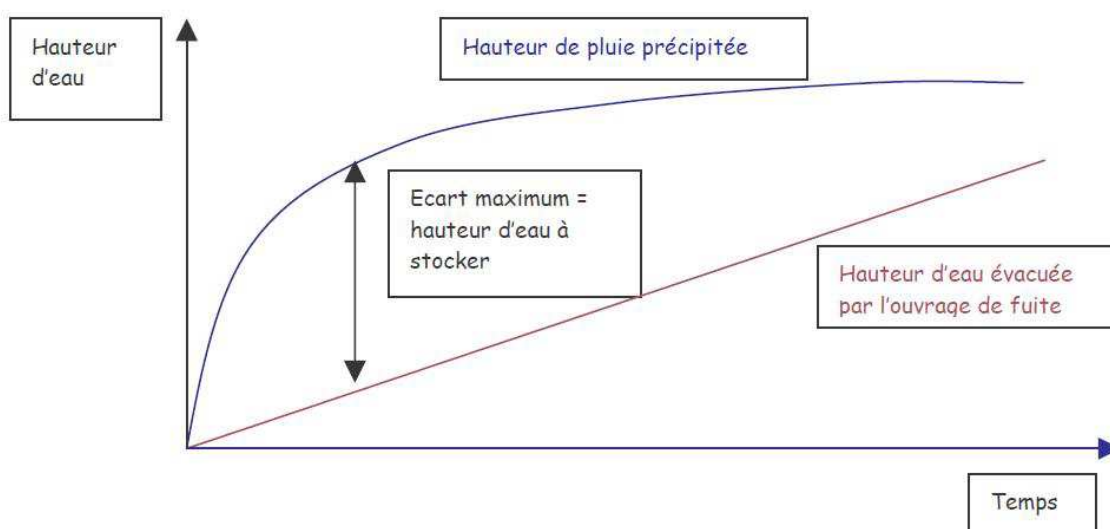 Hauteur
d'eau
Hauteur de pluie précipitée
Ecart maximum =
hauteur d'eau à
stocker
Hauteur d'eau évacuée
par l'ouvrage de fuite
Temps